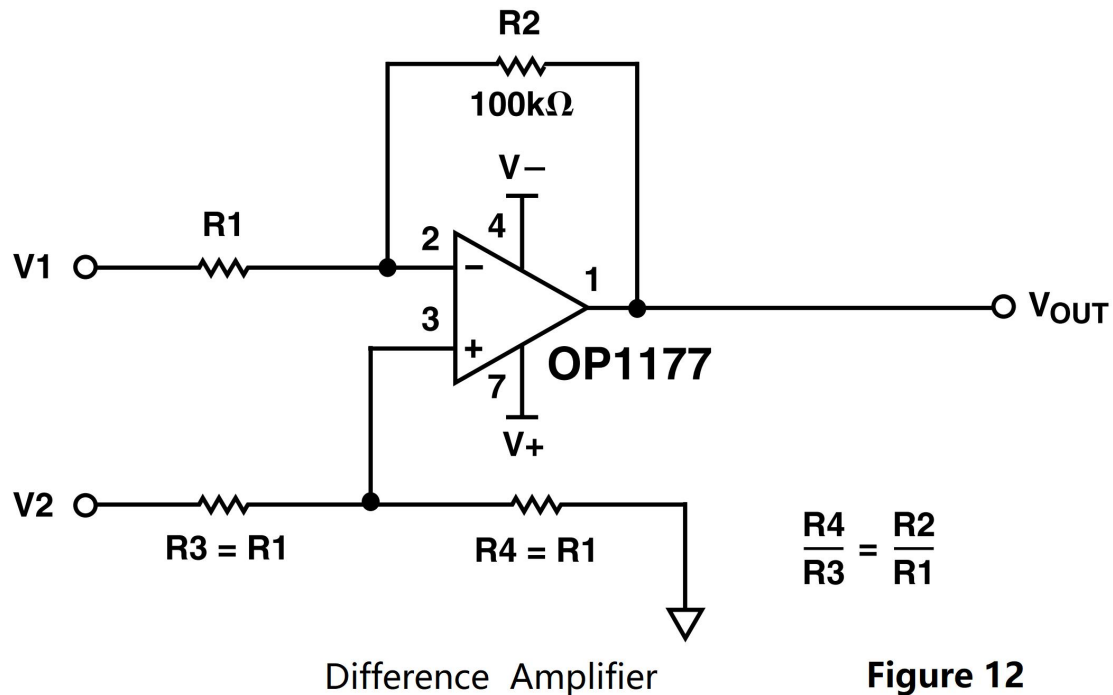 R2
100kΩ
V−
R1
4
2
V1
−
1
VOUT
3
+
OP1177
7
V+
V2
R3 = R1
R4 = R1
R4/R3 = R2/R1
Difference Amplifier
Figure 12